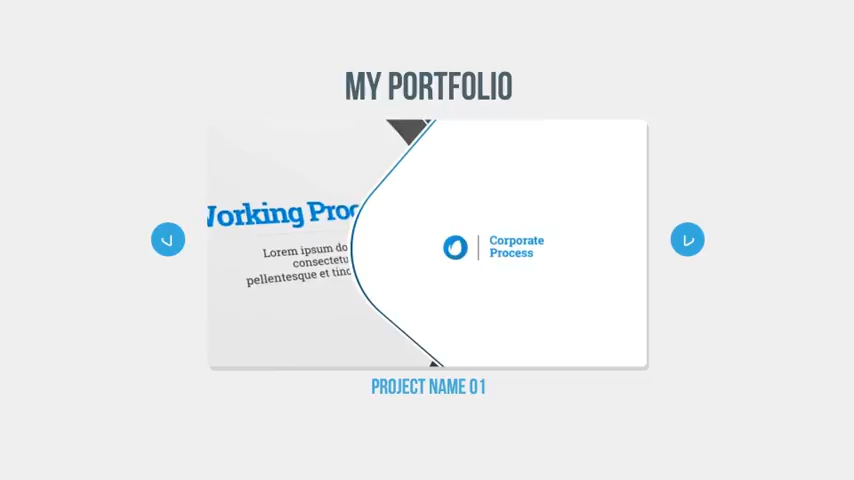 MY PORTFOLIO
Working Proc
Lorem ipsum do
consectetu
pellentesque et tinc
Corporate
Process
PROJECT NAME 01